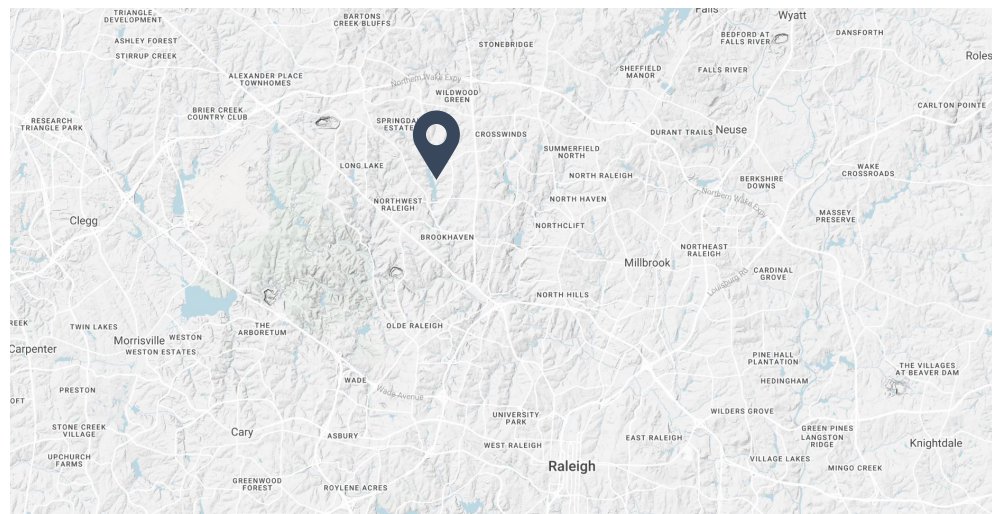 TRIANGLE
DEVELOPMENT
BARTONS
CREEK BLUFFS
Falls
Wyatt
ASHLEY FOREST
STIRRUP CREEK
STONEBRIDGE
BEDFORD AT
FALLS RIVER
DANSFORTH
Roles
ALEXANDER PLACE
TOWNHOMES
Northern Wake Expy
SHEFFIELD
MANOR
FALLS RIVER
WILDWOOD
GREEN
BRIER CREEK
COUNTRY CLUB
CARLTON POINTE
RESEARCH
TRIANGLE PARK
ESTATE
CROSSWINDS
DURANT TRAILS
Neuse
SUMMERFIELD
NORTH
LONG LAKE
NORTH RALEIGH
WAKE
CROSSROADS
BERKSHIRE
DOWNS
Northern Wake Expy
NORTHWEST
RALEIGH
NORTH HAVEN
Clegg
NORTHCLIFT
MASSEY
PRESERVE
BROOKHAVEN
NORTHEAST
RALEIGH
Millbrook
CARDINAL
GROVE
Louisburg Rd
NORTH HILLS
REEK
TWIN LAKES
THE
ARBORETUM
OLDE RALEIGH
Morrisville
WESTON
Carpenter
WESTON ESTATES
PINE HALL
PLANTATION
THE VILLAGES
AT BEAVER DAM
PRESTON
WADE
HEDINGHAM
Wade Avenue
OFT
UNIVERSITY
PARK
WILDERS GROVE
STONE CREEK
VILLAGE
Cary
ASBURY
WEST RALEIGH
EAST RALEIGH
GREEN PINES
LANGSTON
RIDGE
Knightdale
UPCHURCH
FARMS
Raleigh
VILLAGE LAKES
MINGO CREEK
GREENWOOD
FOREST
ROYLENE ACRES